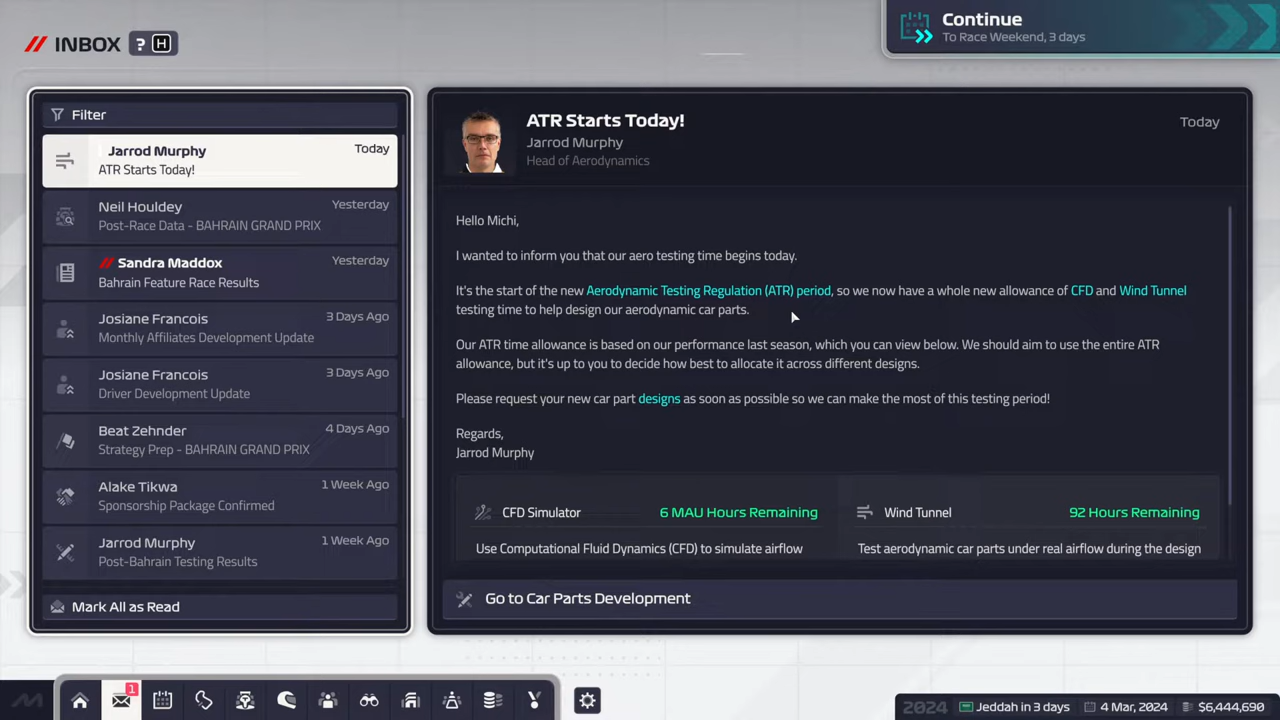 INBOX ? H
Continue
To Race Weekend, 3 days
Filter
Jarrod Murphy Today
ATR Starts Today!
Neil Houldey Yesterday
Post-Race Data - BAHRAIN GRAND PRIX
Sandra Maddox Yesterday
Bahrain Feature Race Results
Josiane Francois 3 Days Ago
Monthly Affiliates Development Update
Josiane Francois 3 Days Ago
Driver Development Update
Beat Zehnder 4 Days Ago
Strategy Prep - BAHRAIN GRAND PRIX
Alake Tikwa 1 Week Ago
Sponsorship Package Confirmed
Jarrod Murphy 1 Week Ago
Post-Bahrain Testing Results
Mark All as Read
ATR Starts Today! Today
Jarrod Murphy
Head of Aerodynamics
Hello Michi,
I wanted to inform you that our aero testing time begins today.
It's the start of the new Aerodynamic Testing Regulation (ATR) period, so we now have a whole new allowance of CFD and Wind Tunnel
testing time to help design our aerodynamic car parts.
Our ATR time allowance is based on our performance last season, which you can view below. We should aim to use the entire ATR
allowance, but it's up to you to decide how best to allocate it across different designs.
Please request your new car part designs as soon as possible so we can make the most of this testing period!
Regards,
Jarrod Murphy
CFD Simulator 6 MAU Hours Remaining
Use Computational Fluid Dynamics (CFD) to simulate airflow
Wind Tunnel 92 Hours Remaining
Test aerodynamic car parts under real airflow during the design
Go to Car Parts Development
1
2024 Jeddah in 3 days 4 Mar, 2024 $6,444,690